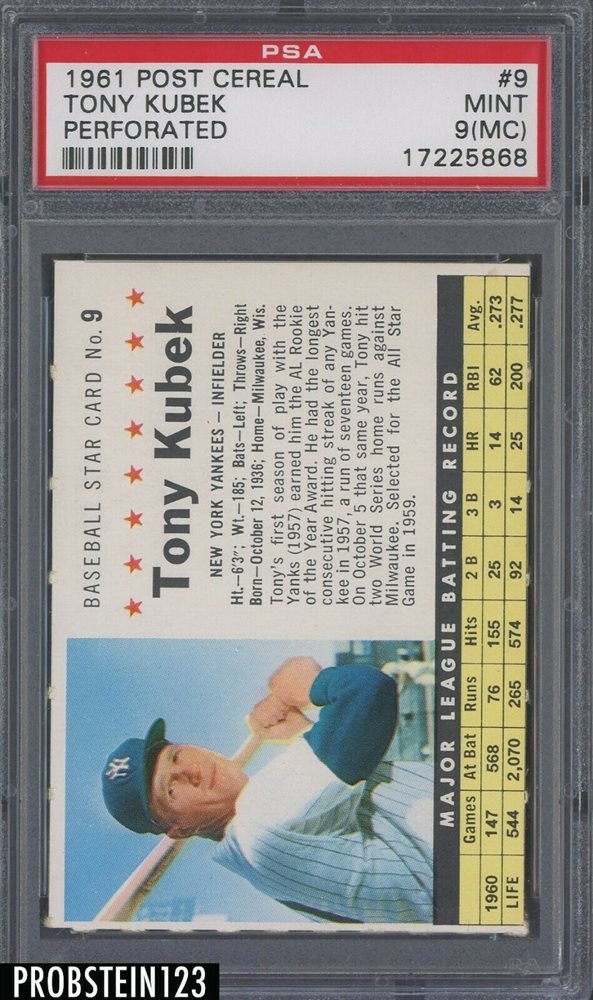 PSA
1961 POST CEREAL #9
TONY KUBEK MINT
PERFORATED 9(MC)
17225868
BASEBALL STAR CARD No. 9
Tony Kubek
NEW YORK YANKEES — INFIELDER
Ht.—6'3"; Wt.—185; Bats—Left; Throws—Right
Born—October 12, 1936; Home—Milwaukee, Wis.
Tony's first season of play with the
Yanks (1957) earned him the AL Rookie
of the Year Award. He had the longest
consecutive hitting streak of any Yan-
kee in 1957, a run of seventeen games.
On October 5 that same year, Tony hit
two World Series home runs against
Milwaukee. Selected for the All Star
Game in 1959.
NY
MAJOR LEAGUE BATTING RECORD
Games At Bat Runs Hits 2 B 3 B HR RBI Avg.
1960 147 568 76 155 25 3 14 62 .273
LIFE 544 2,070 265 574 92 14 25 200 .277
PROBSTEIN123